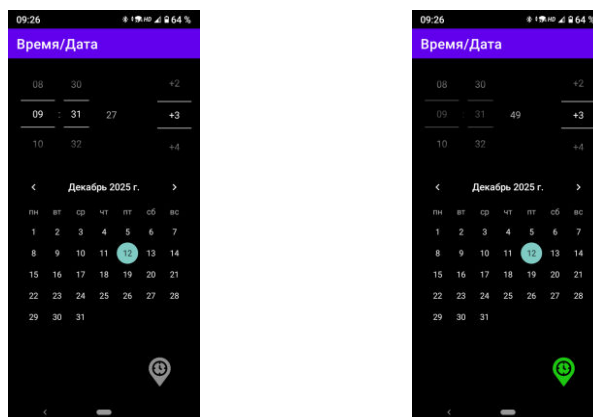 09:26
64 %
Время/Дата
08 30 +2
09 : 31 27 +3
10 32 +4
Декабрь 2025 г.
пн вт ср чт пт сб вс
1 2 3 4 5 6 7
8 9 10 11 12 13 14
15 16 17 18 19 20 21
22 23 24 25 26 27 28
29 30 31
09:26
64 %
Время/Дата
08 30 +2
09 : 31 49 +3
10 32 +4
Декабрь 2025 г.
пн вт ср чт пт сб вс
1 2 3 4 5 6 7
8 9 10 11 12 13 14
15 16 17 18 19 20 21
22 23 24 25 26 27 28
29 30 31